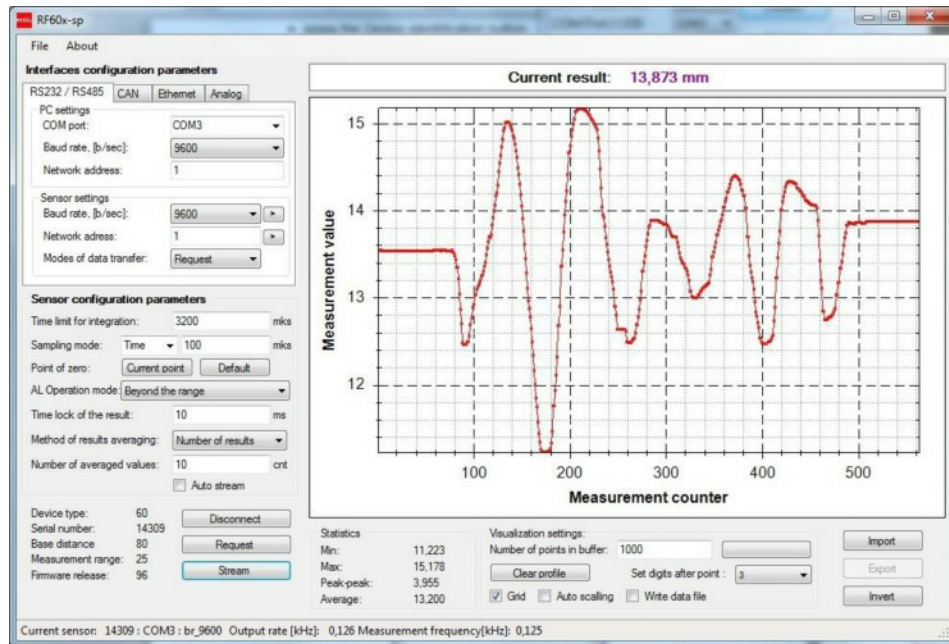 RF60x-sp
File About
Interfaces configuration parameters
RS232 / RS485 CAN Ethernet Analog
PC settings
COM port: COM3
Baud rate, [b/sec]: 9600
Network address: 1
Sensor settings
Baud rate, [b/sec]: 9600 >
Network adress: 1 >
Modes of data transfer: Request
Sensor configuration parameters
Time limit for integration: 3200 mks
Sampling mode: Time 100 mks
Point of zero: Current point Default
AL Operation mode: Beyond the range
Time lock of the result: 10 ms
Method of results averaging: Number of results
Number of averaged values: 10 cnt
Auto stream
Device type: 60
Serial number: 14309
Base distance 80
Measurement range: 25
Firmware release: 96
Disconnect
Request
Stream
Current result: 13,873 mm
Measurement value
15
14
13
12
100 200 300 400 500
Measurement counter
Statistics
Min: 11,223
Max: 15,178
Peak-peak: 3,955
Average: 13,200
Visualization settings:
Number of points in buffer: 1000
Clear profile Set digits after point : 3
Grid Auto scalling Write data file
Import
Export
Invert
Current sensor: 14309 : COM3 : br_9600 Output rate [kHz]: 0,126 Measurement frequency[kHz]: 0,125